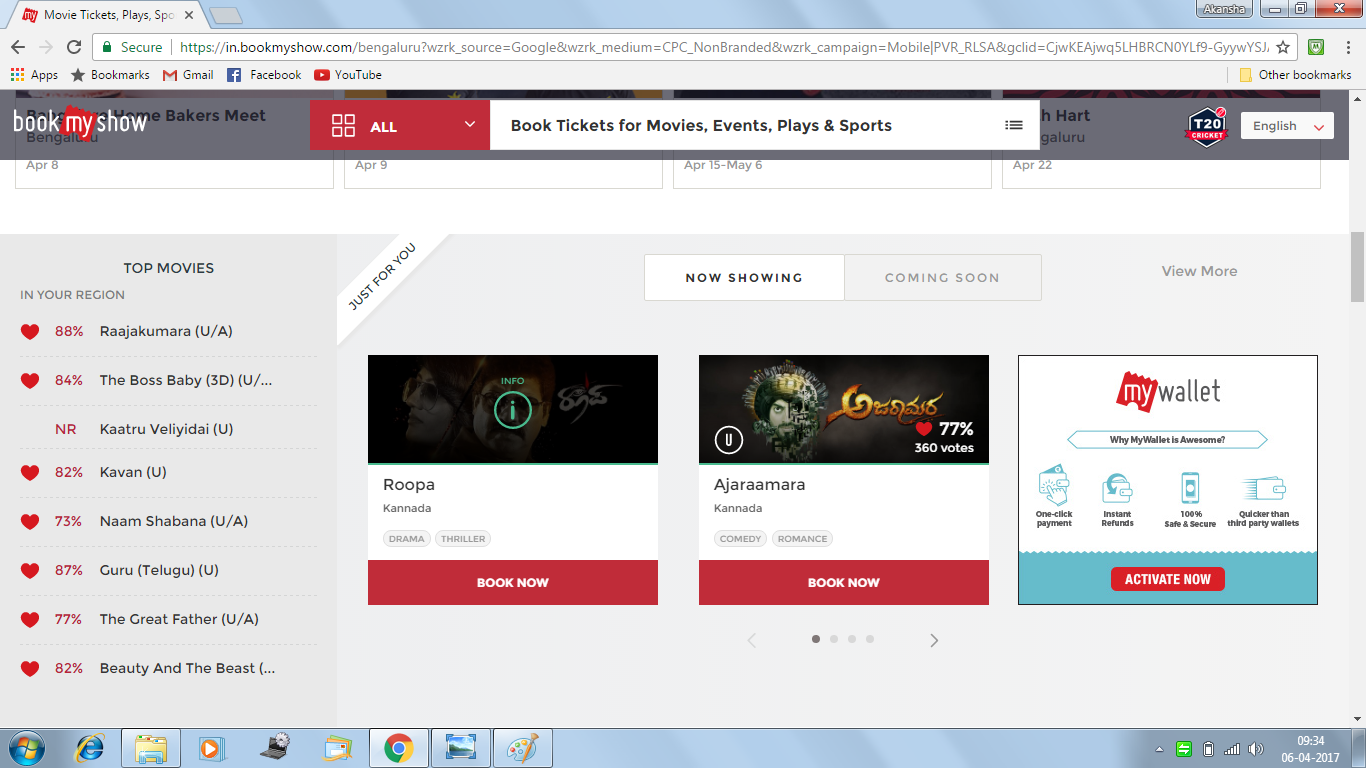 Movie Tickets, Plays, Spo
Akansha
Secure
https://in.bookmyshow.com/bengaluru?wzrk_source=Google&wzrk_medium=CPC_NonBranded&wzrk_campaign=Mobile|PVR_RLSA&gclid=CjwKEAjwq5LHBRCN0YLf9-GyywYSJA
Apps
Bookmarks
Gmail
Facebook
YouTube
Other bookmarks
Home Bakers Meet
book my show
ALL
Book Tickets for Movies, Events, Plays & Sports
Hart
T20
CRICKET
English
Bengaluru
Apr 8
Apr 9
Apr 15-May 6
Apr 22
TOP MOVIES
IN YOUR REGION
88% Raajakumara (U/A)
84% The Boss Baby (3D) (U/...
NR Kaatru Veliyidai (U)
82% Kavan (U)
73% Naam Shabana (U/A)
87% Guru (Telugu) (U)
77% The Great Father (U/A)
82% Beauty And The Beast (...
JUST FOR YOU
NOW SHOWING
COMING SOON
View More
INFO
i
Roopa
Kannada
DRAMA THRILLER
BOOK NOW
ಅಜರಾಮರ
U
77%
360 votes
Ajaraamara
Kannada
COMEDY ROMANCE
BOOK NOW
my wallet
Why MyWallet is Awesome?
One-click
payment
Instant
Refunds
100%
Safe & Secure
Quicker than
third party wallets
ACTIVATE NOW
09:34
06-04-2017